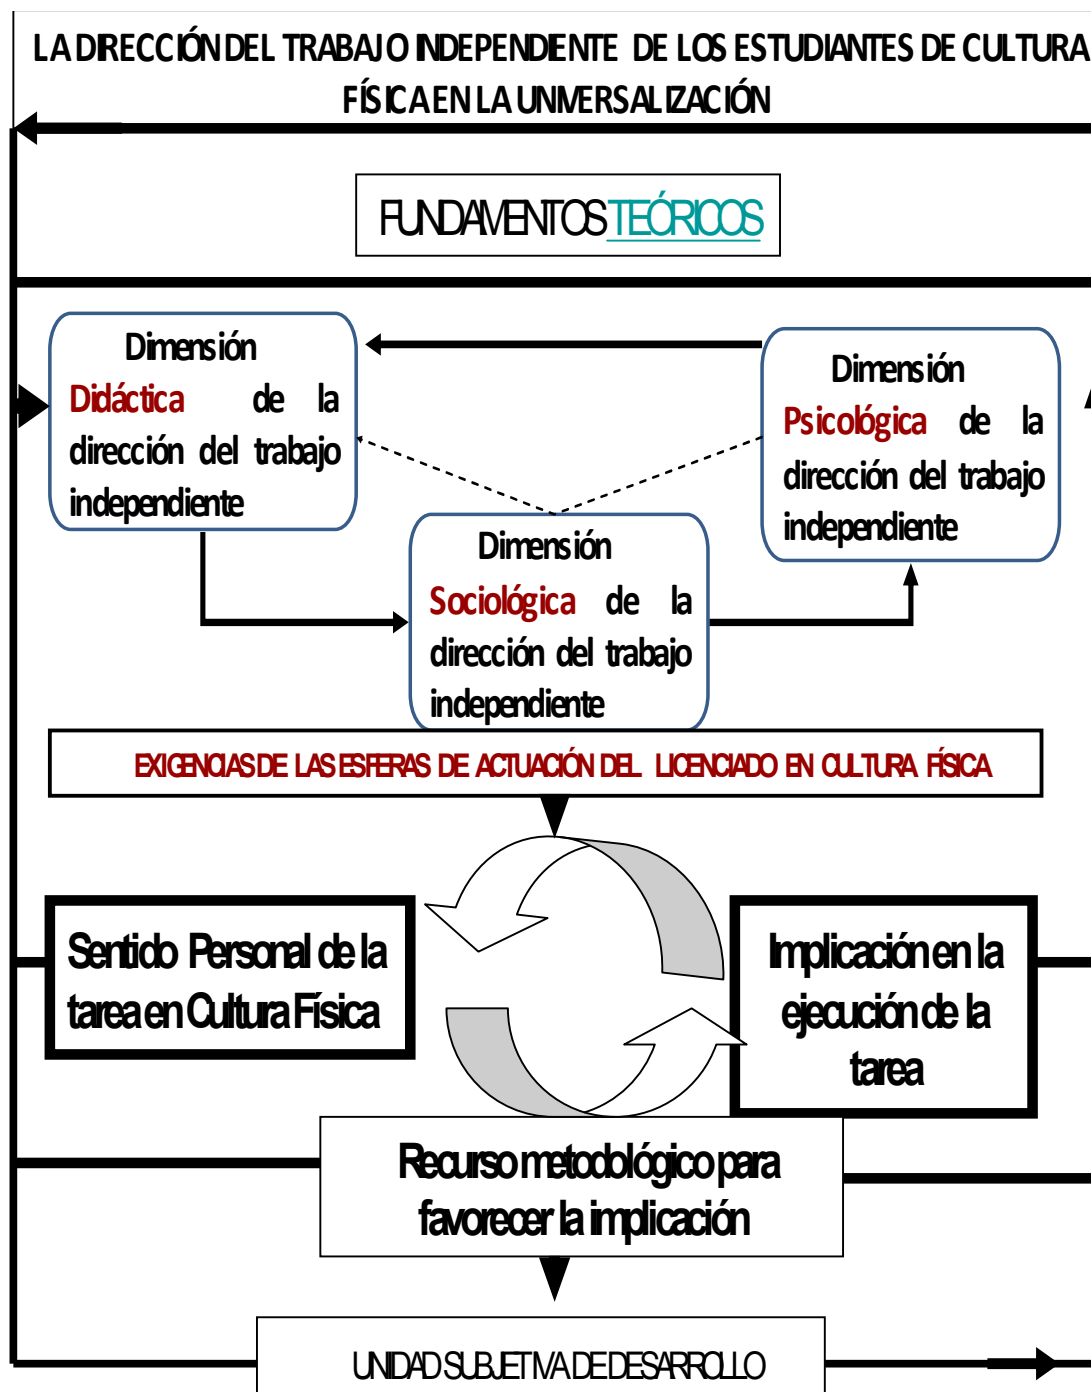 LA DIRECCIÓN DEL TRABAJO INDEPENDIENTE DE LOS ESTUDIANTES DE CULTURA
FÍSICA EN LA UNIVERSALIZACIÓN
FUNDAMENTOS TEÓRICOS
Dimensión
Didáctica de la
dirección del trabajo
independiente
Dimensión
Psicológica de la
dirección del trabajo
independiente
Dimensión
Sociológica de la
dirección del trabajo
independiente
EXIGENCIAS DE LAS ESFERAS DE ACTUACIÓN DEL LICENCIADO EN CULTURA FÍSICA
Sentido Personal de la
tarea en Cultura Física
Implicación en la
ejecución de la
tarea
Recurso metodológico para
favorecer la implicación
UNIDAD SUBJETIVA DE DESARROLLO